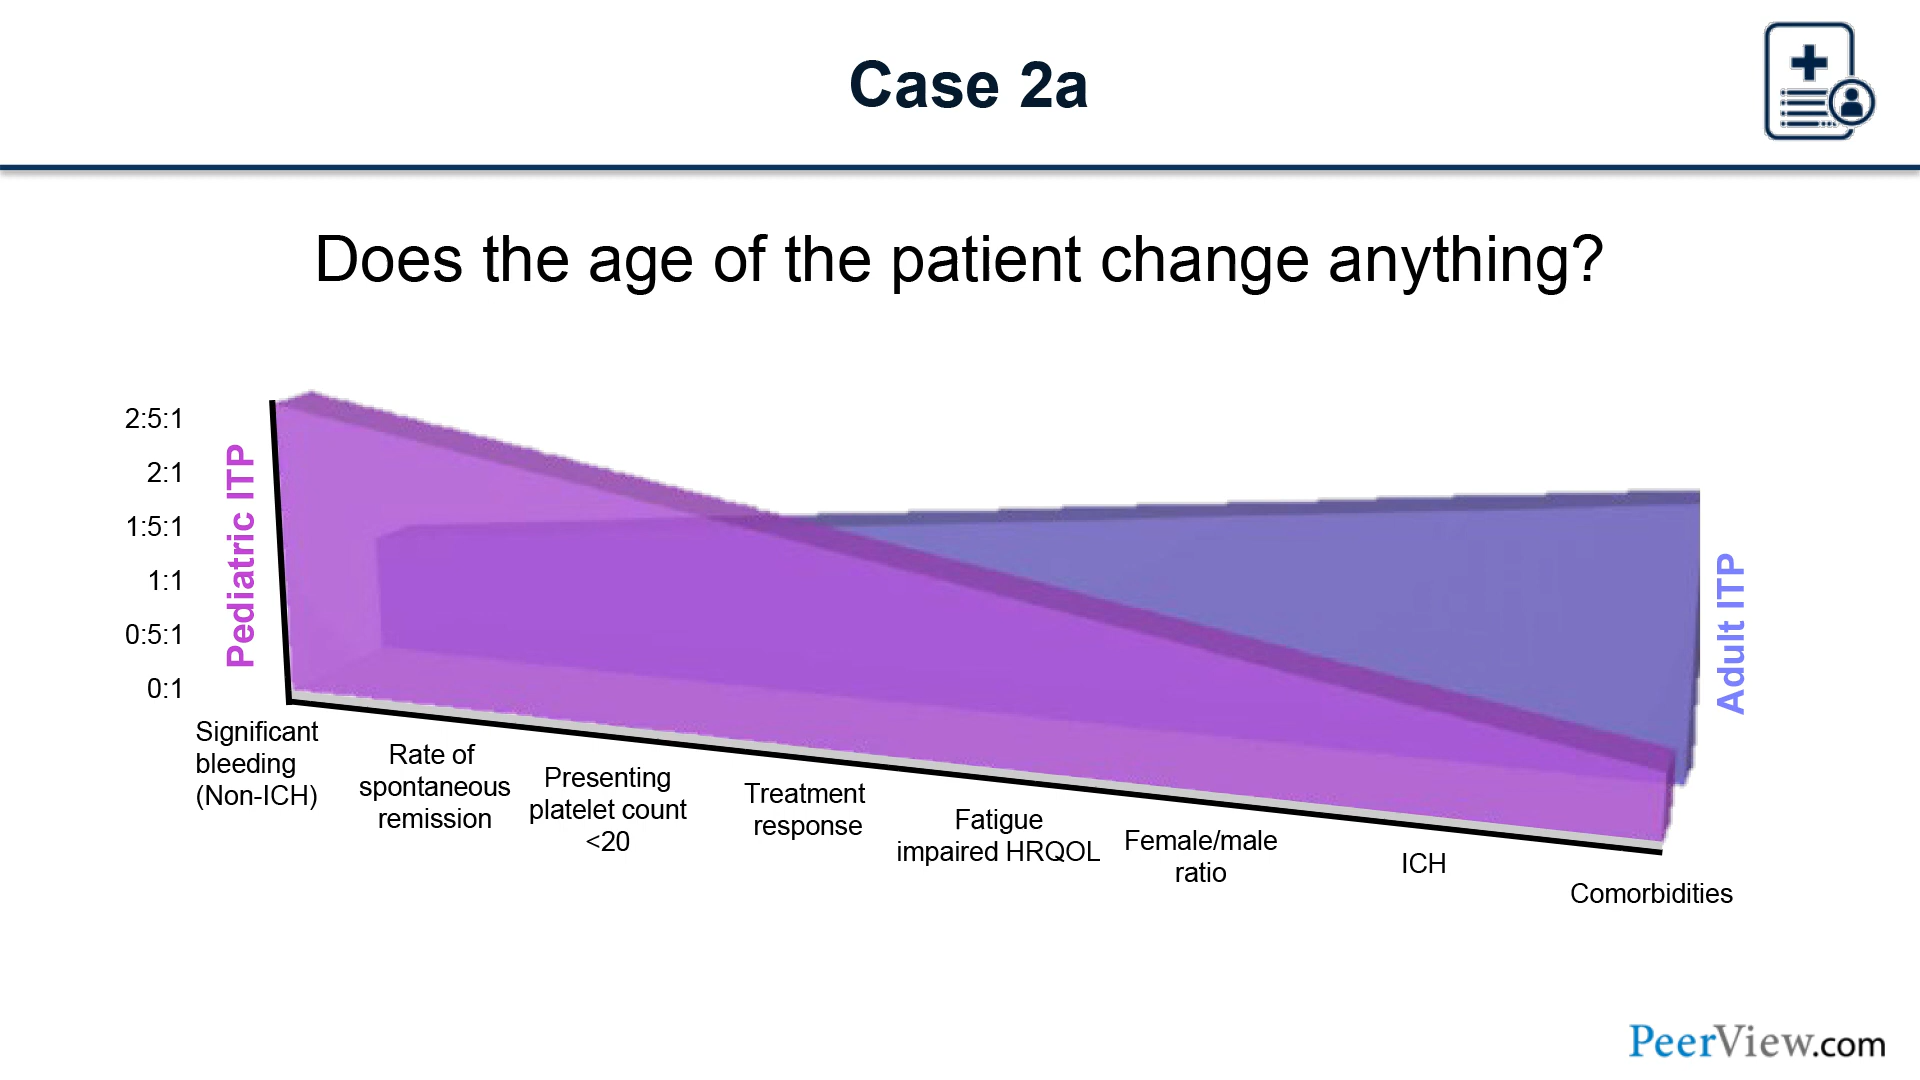 Case 2a
Does the age of the patient change anything?
2:5:1
2:1
1:5:1
1:1
0:5:1
0:1
Pediatric ITP
Adult ITP
Significant
bleeding
(Non-ICH)
Rate of
spontaneous
remission
Presenting
platelet count
<20
Treatment
response
Fatigue
impaired HRQOL
Female/male
ratio
ICH
Comorbidities
PeerView.com